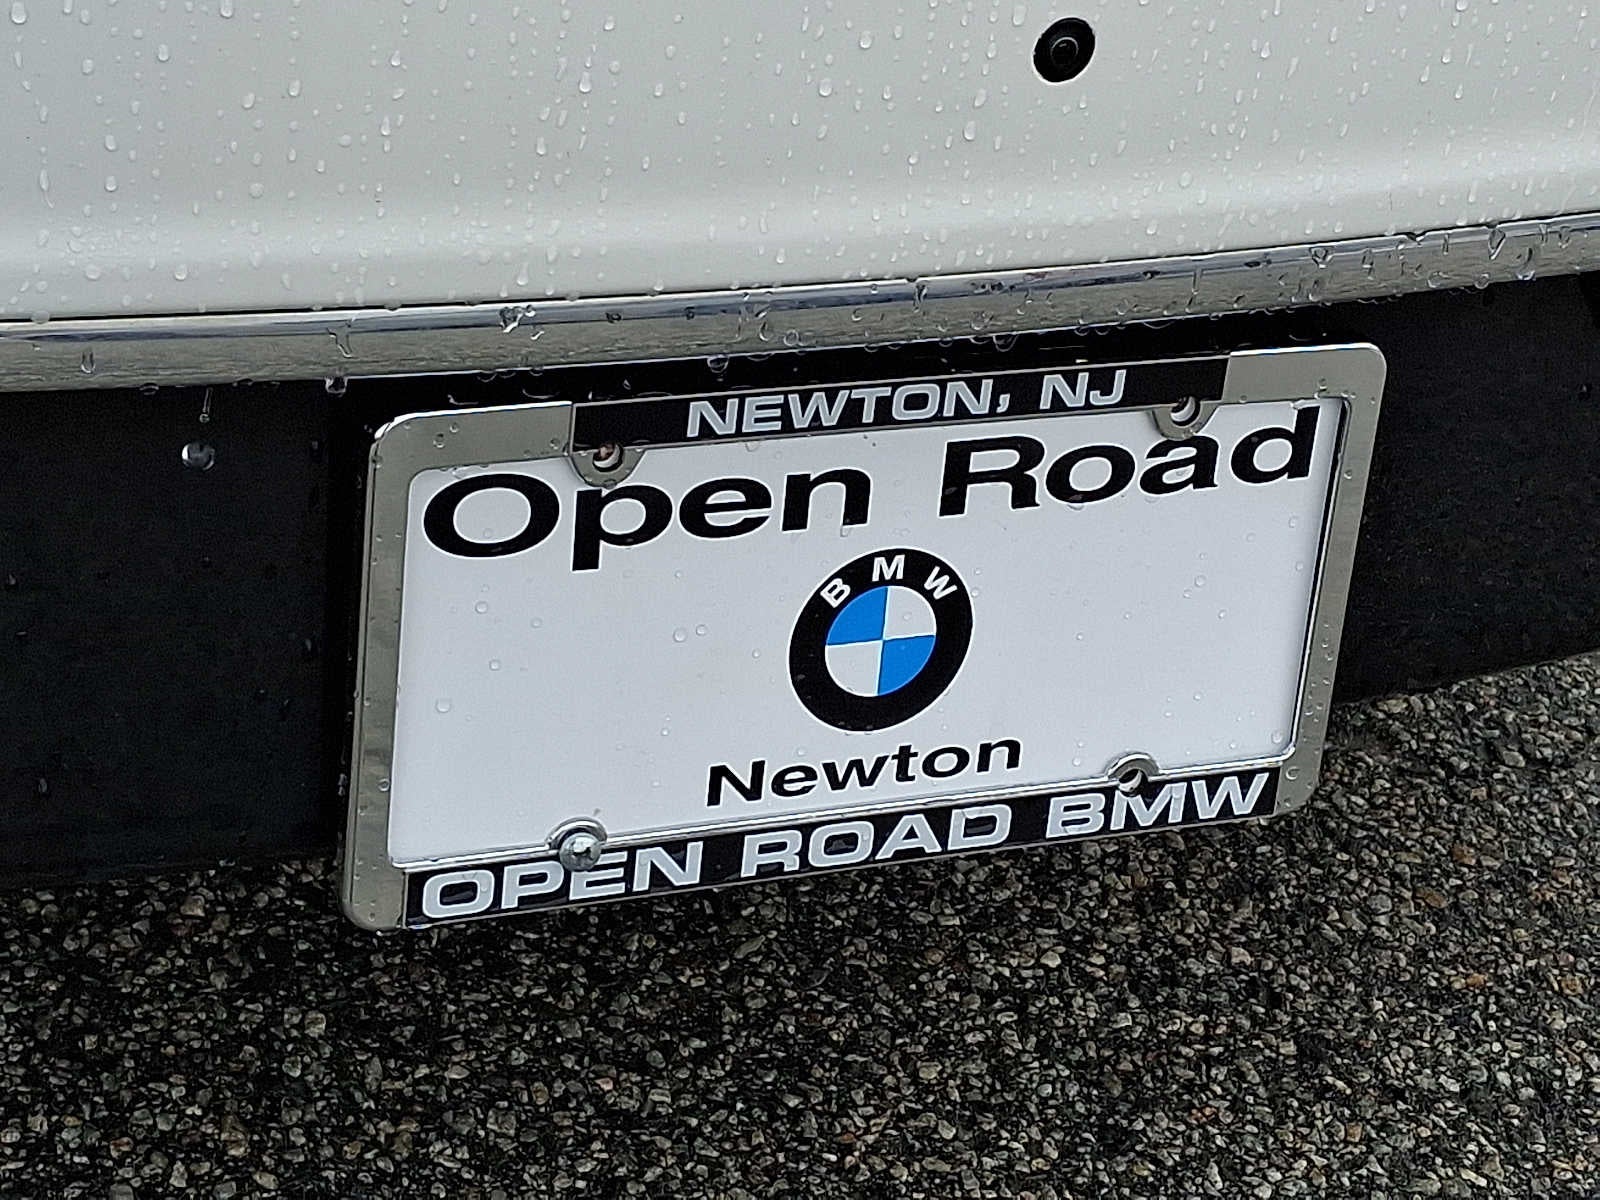 NEWTON, NJ
Open Road
BMW
Newton
OPEN ROAD BMW